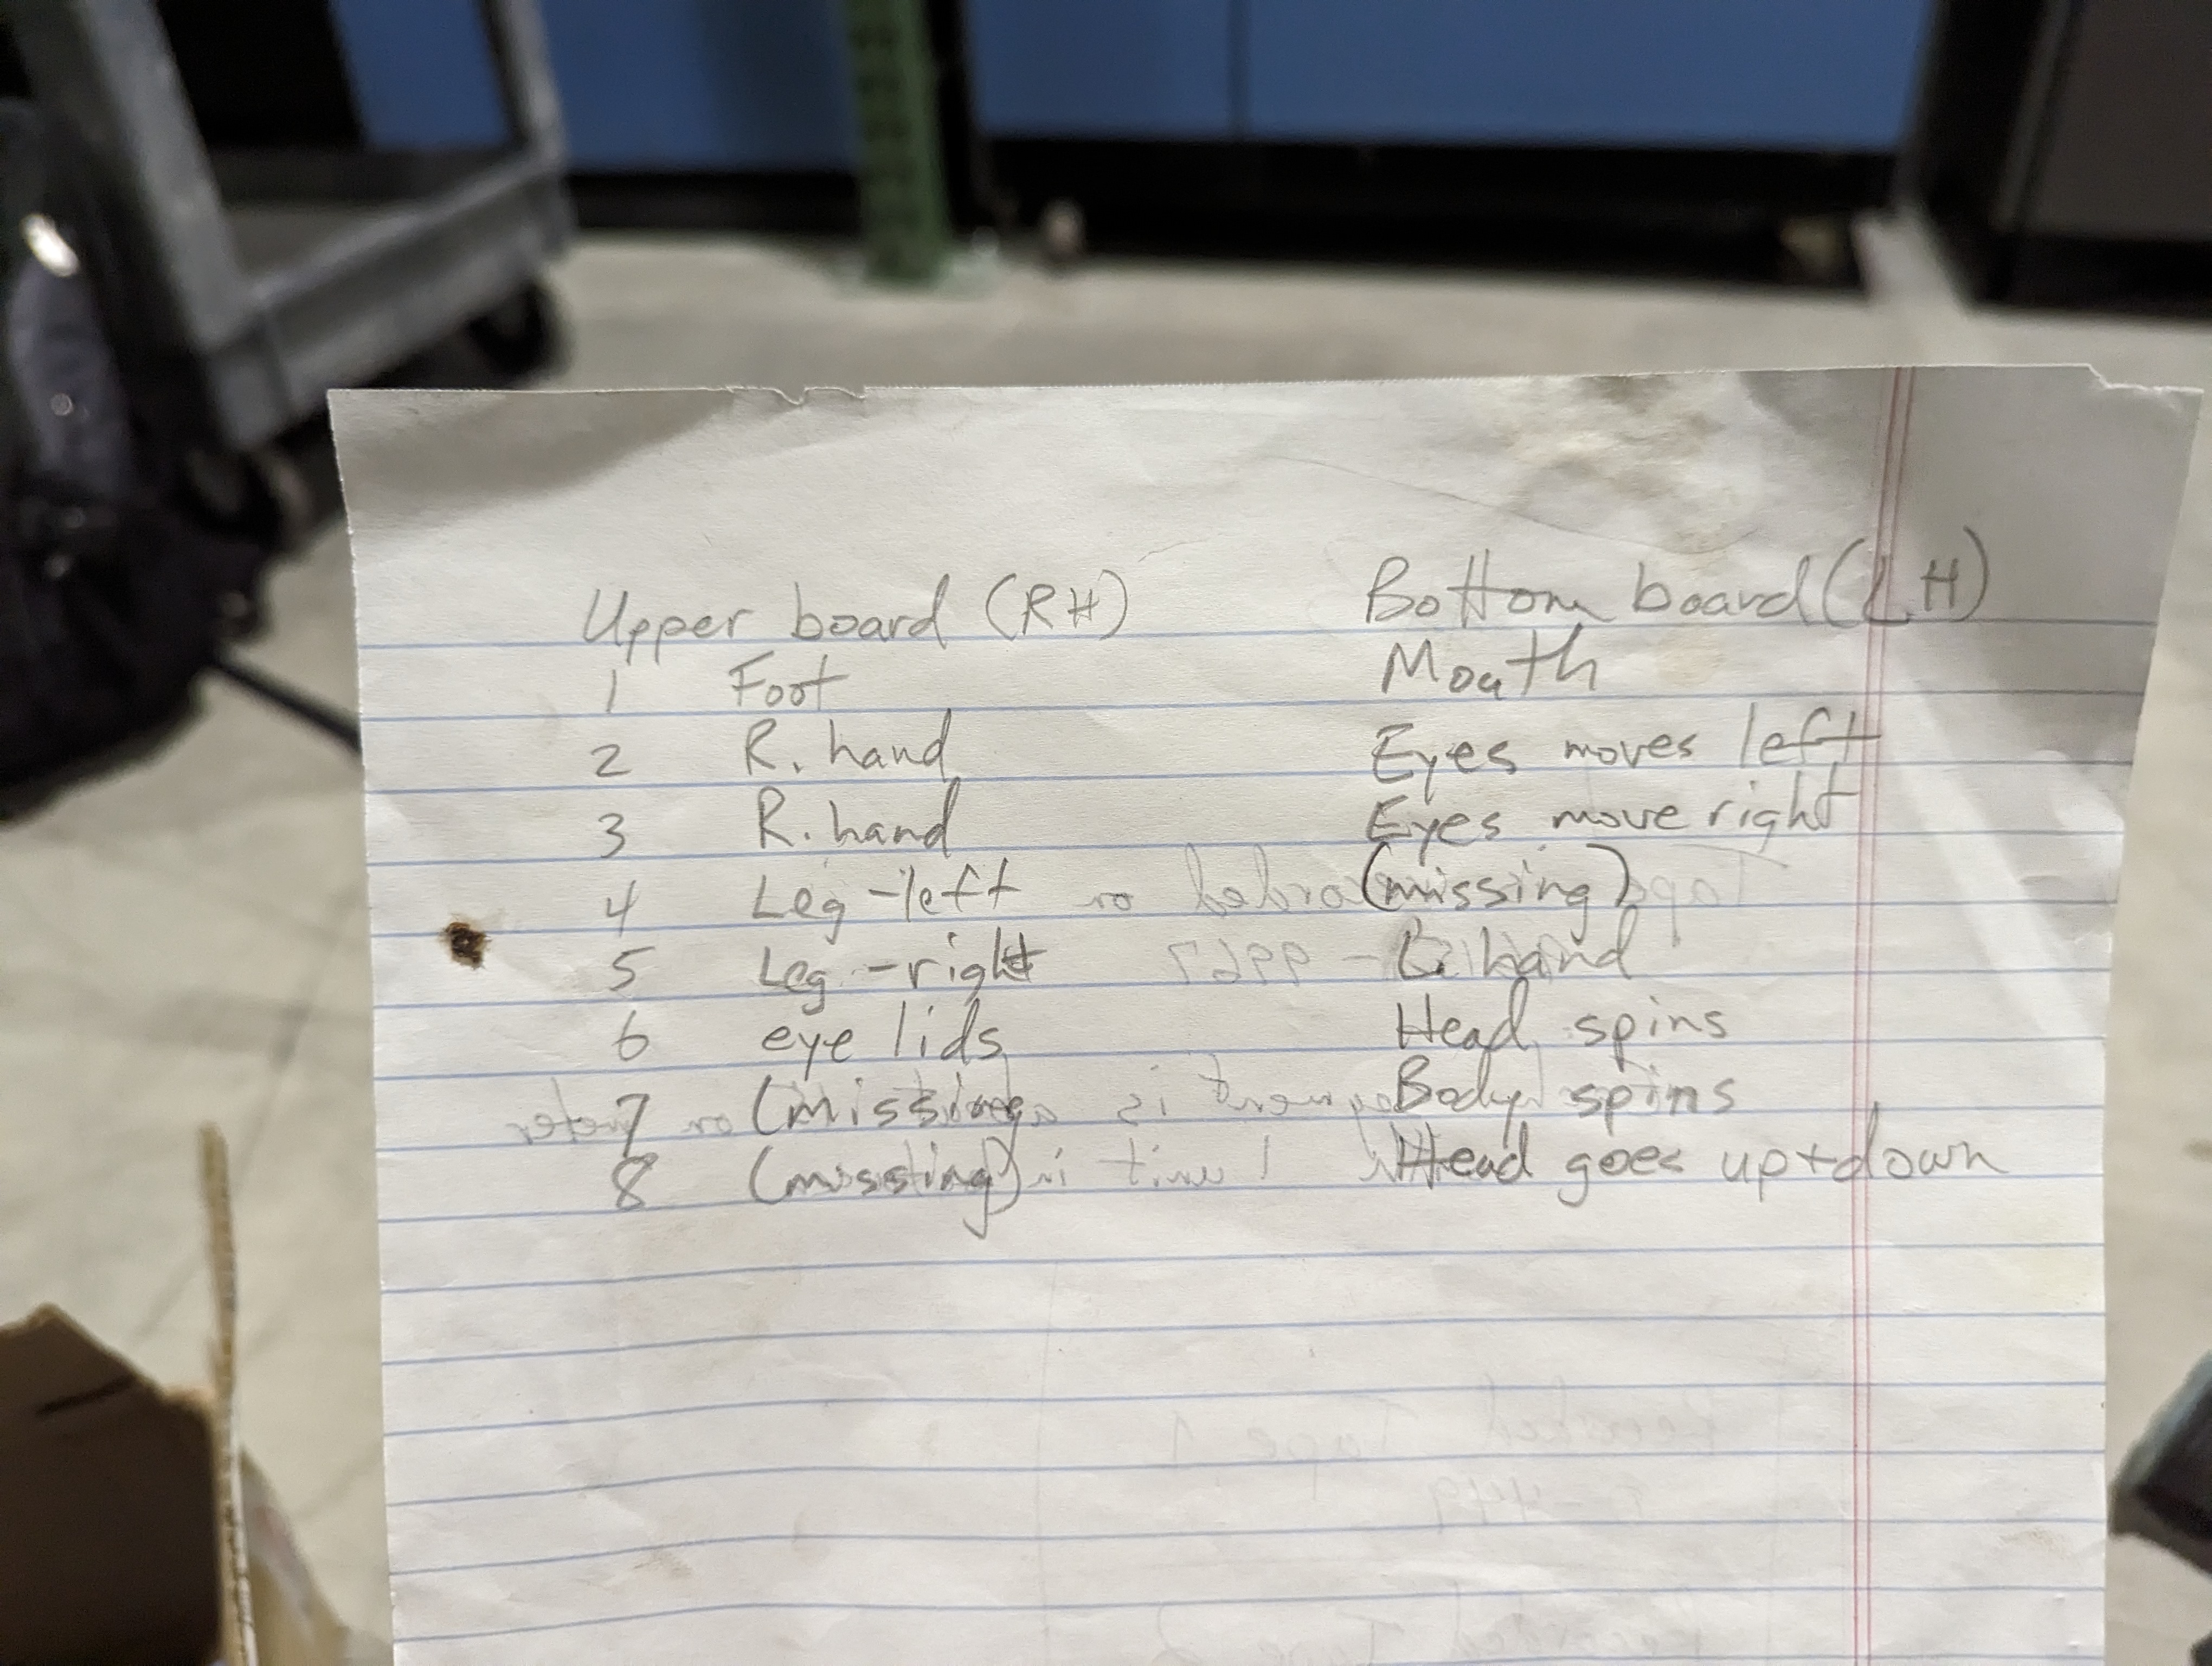 Upper board (RH) Bottom board (LH)
1 Foot Mouth
2 R. hand Eyes moves left
3 R. hand Eyes move right
4 Leg - left (missing)
5 Leg - right L. hand
6 eye lids Head spins
7 (missing Body spins
8 (missing) Head goes up + down